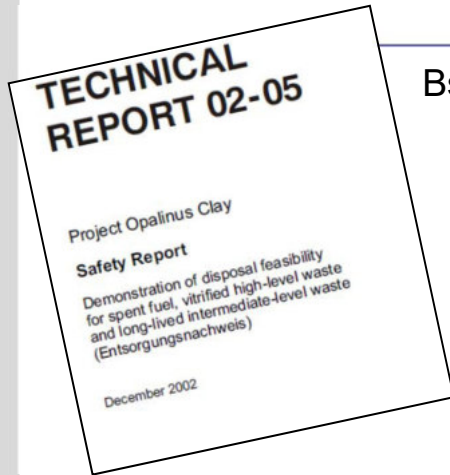 TECHNICAL
REPORT 02-05
Project Opalinus Clay
Safety Report
Demonstration of disposal feasibility
for spent fuel, vitrified high-level waste
and long-lived intermediate-level waste
(Entsorgungsnachweis)
December 2002